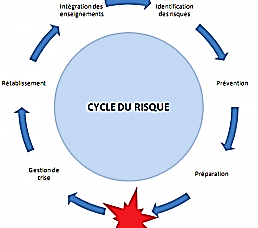 Intégration des
enseignements
Identification
des risques
Rétablissement
Prévention
CYCLE DU RISQUE
Gestion de
crise
Préparation